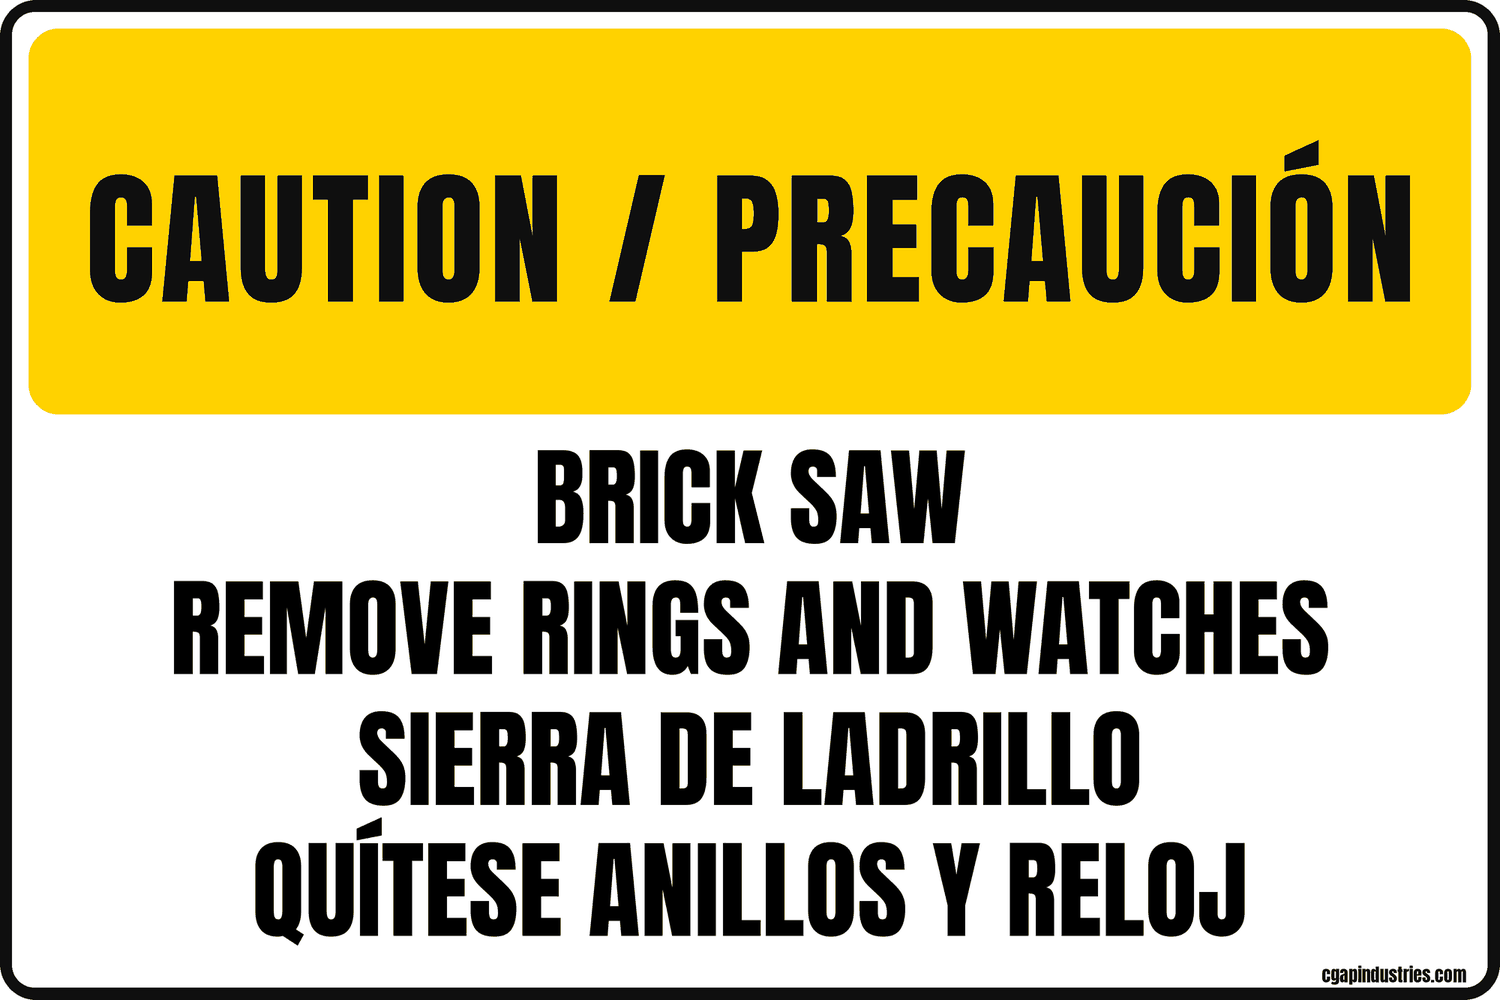 CAUTION / PRECAUCIÓN
BRICK SAW
REMOVE RINGS AND WATCHES
SIERRA DE LADRILLO
QUÍTESE ANILLOS Y RELOJ
cgapindustries.com